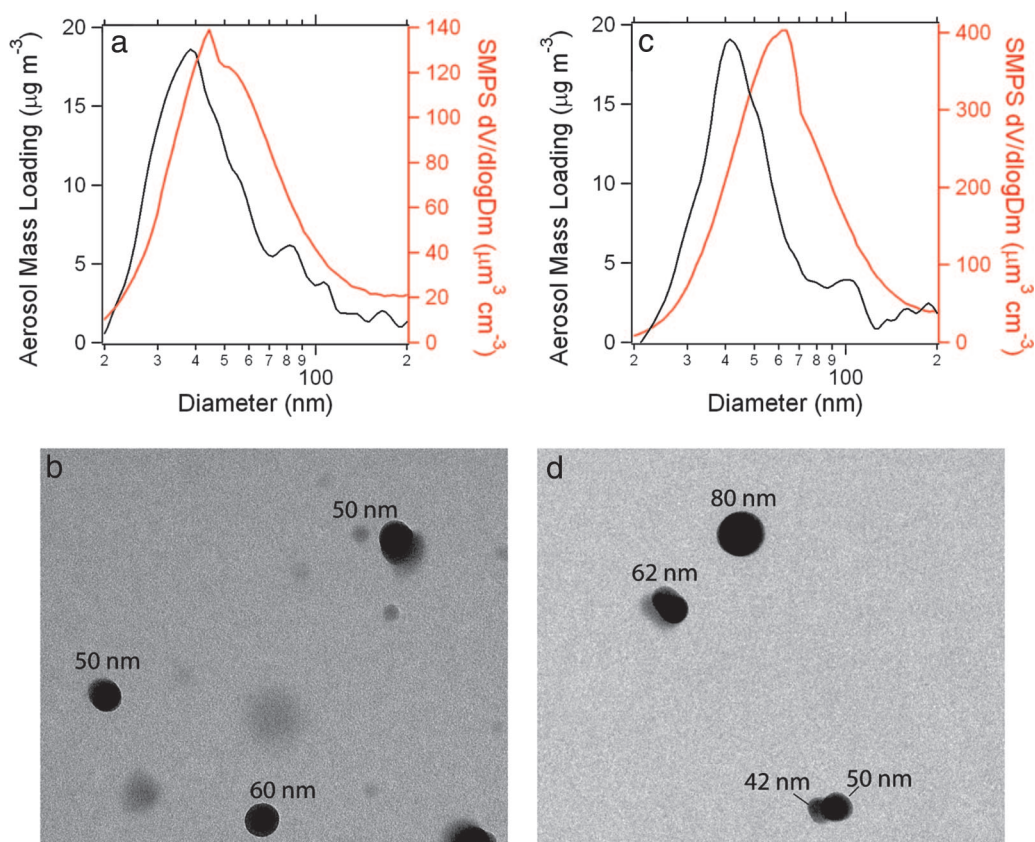 a
Aerosol Mass Loading (μg m⁻³)
20
15
10
5
0
140
120
100
80
60
40
20
0
SMPS dV/dlogDm (μm³ cm⁻³)
2 3 4 5 6 7 8 9 2
100
Diameter (nm)
c
Aerosol Mass Loading (μg m⁻³)
20
15
10
5
0
400
300
200
100
0
SMPS dV/dlogDm (μm³ cm⁻³)
2 3 4 5 6 7 8 9 2
100
Diameter (nm)
b
50 nm
50 nm
60 nm
d
80 nm
62 nm
42 nm
50 nm